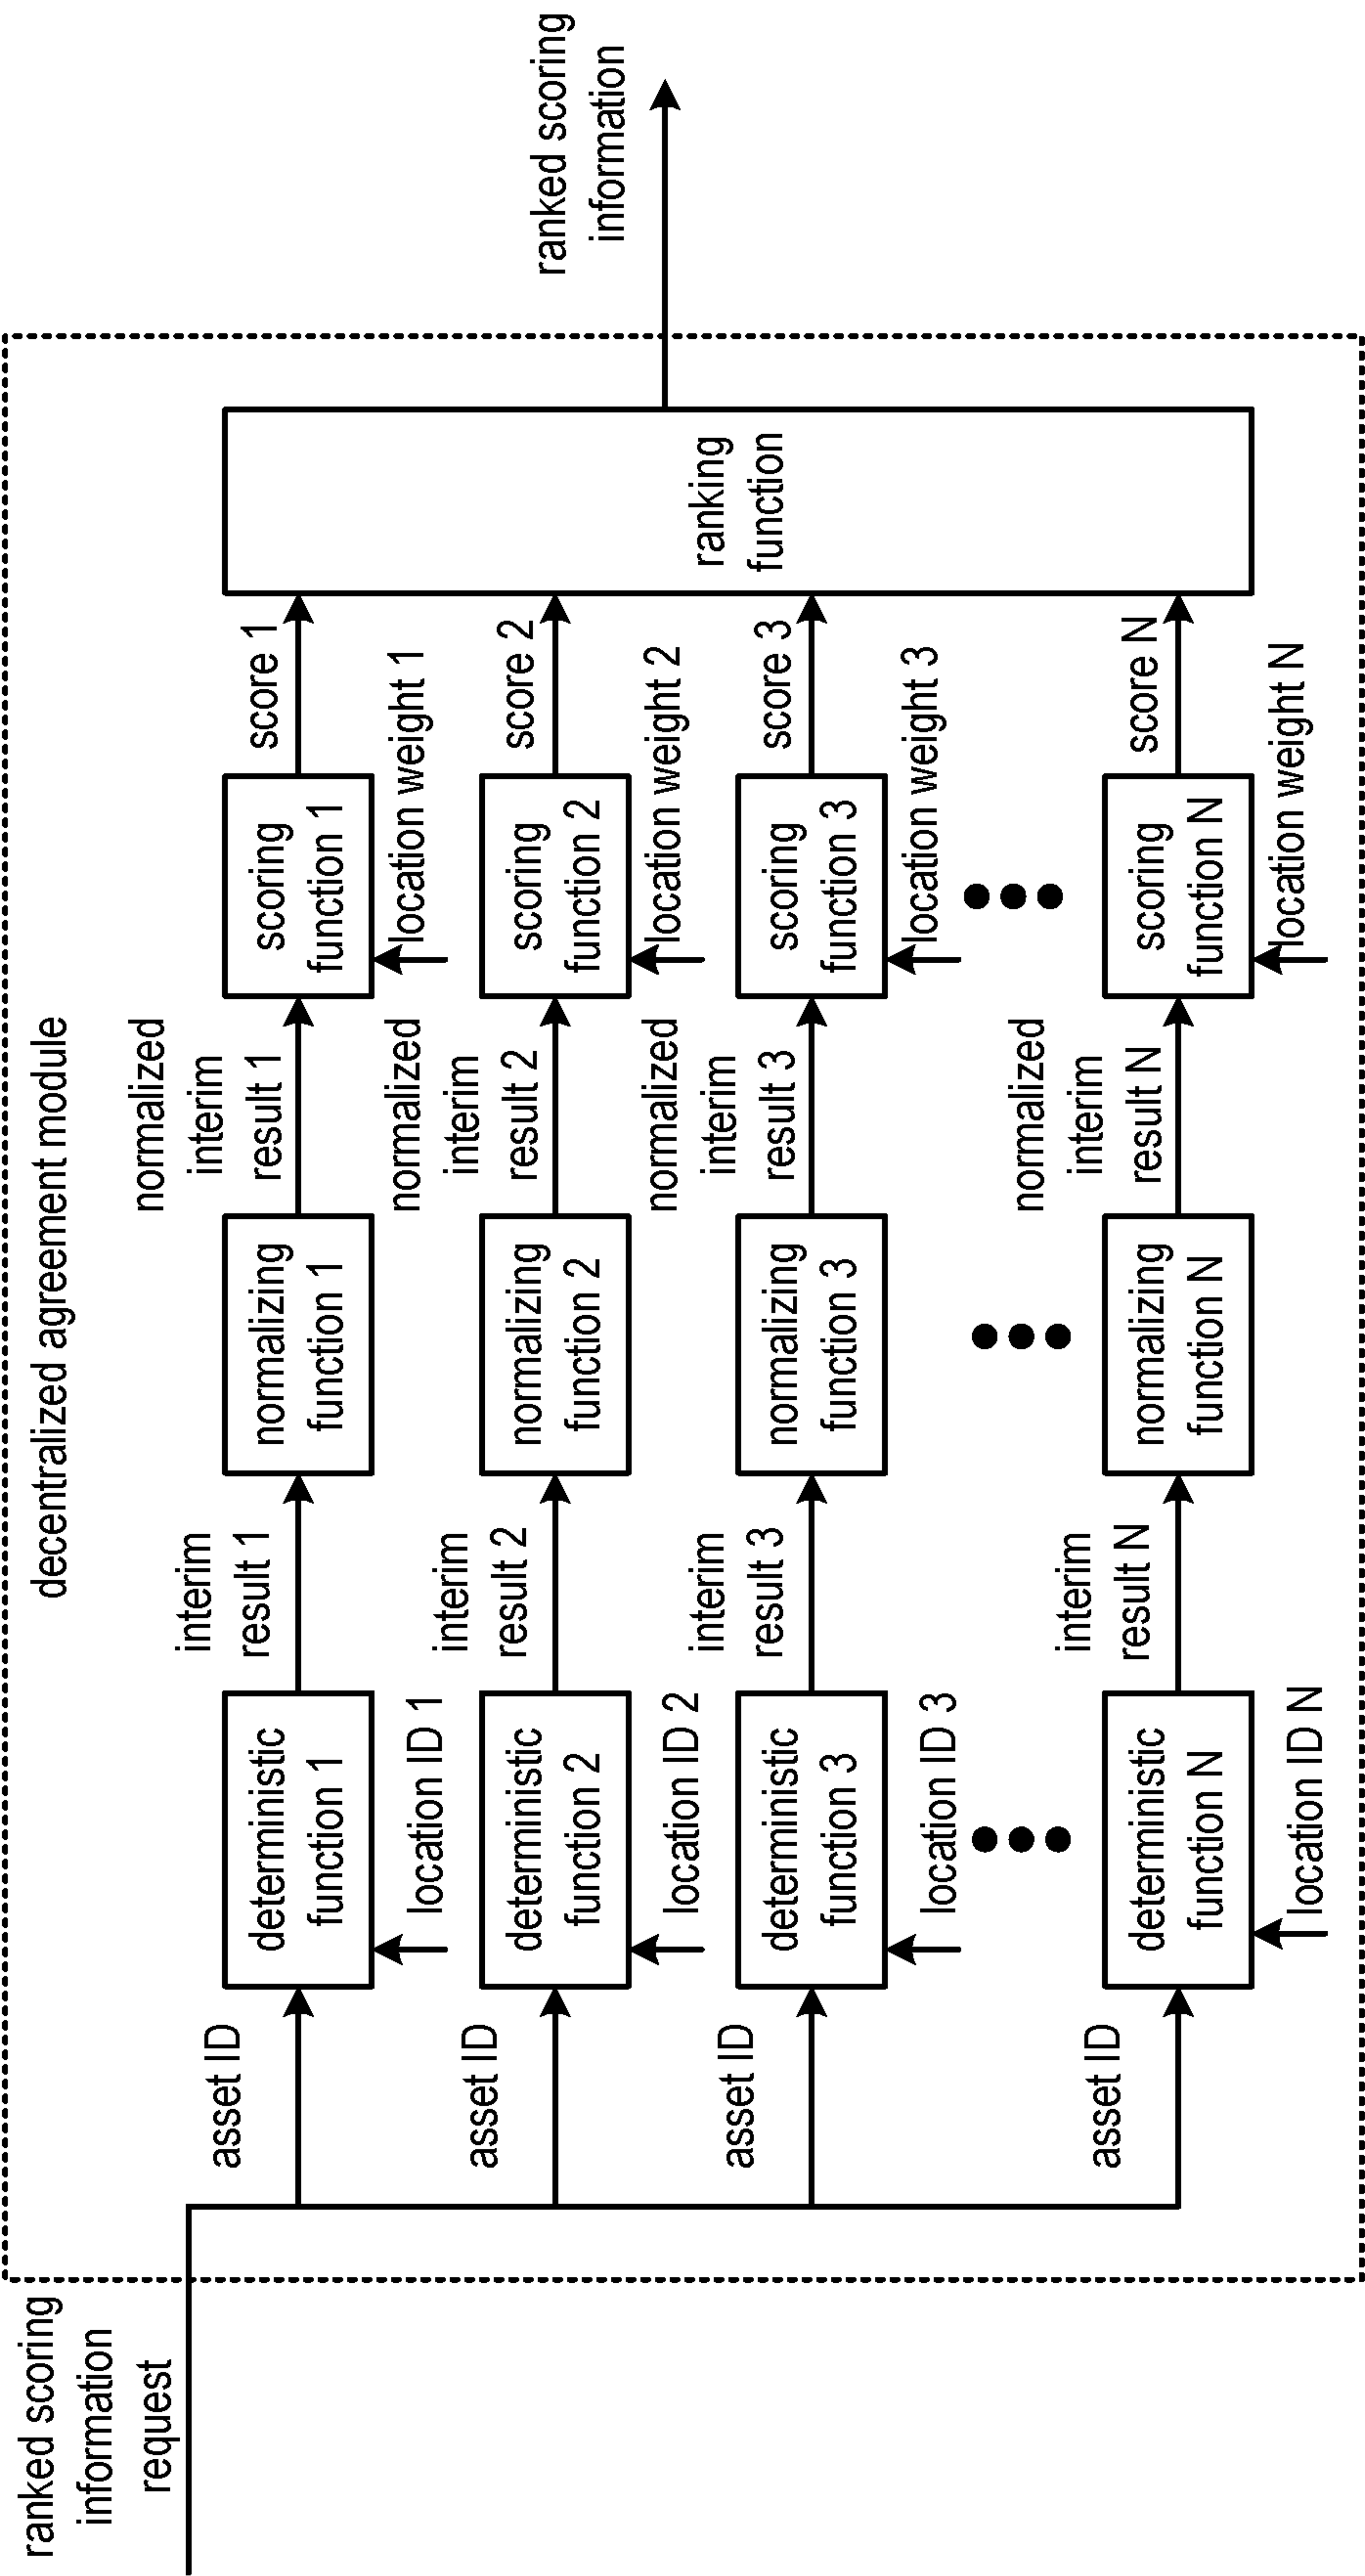 decentralized agreement module
ranked scoring
information
request
asset ID
deterministic
function 1
location ID 1
interim
result 1
normalizing
function 1
normalized
interim
result 1
scoring
function 1
location weight 1
score 1
asset ID
deterministic
function 2
location ID 2
interim
result 2
normalizing
function 2
normalized
interim
result 2
scoring
function 2
location weight 2
score 2
asset ID
deterministic
function 3
location ID 3
interim
result 3
normalizing
function 3
normalized
interim
result 3
scoring
function 3
location weight 3
score 3
asset ID
deterministic
function N
location ID N
interim
result N
normalizing
function N
normalized
interim
result N
scoring
function N
location weight N
score N
ranking
function
ranked scoring
information